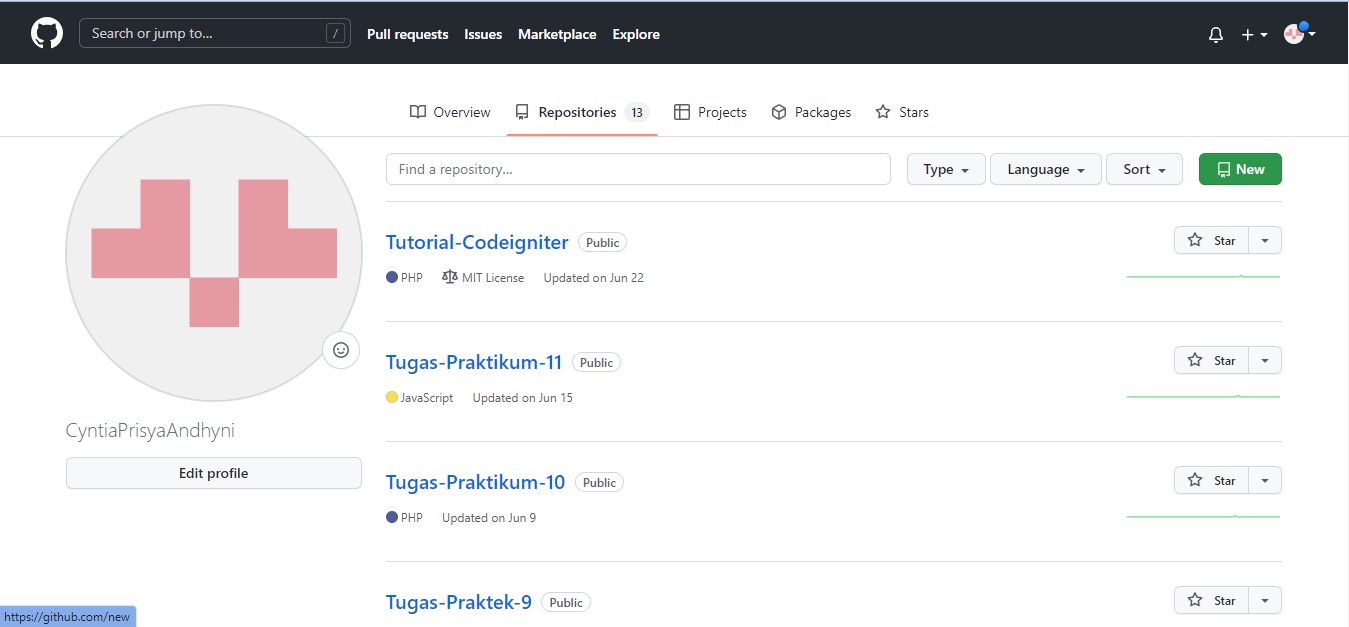 Search or jump to... / Pull requests Issues Marketplace Explore
Overview Repositories 13 Projects Packages Stars
Find a repository... Type Language Sort New
Tutorial-Codeigniter Public Star
PHP MIT License Updated on Jun 22
Tugas-Praktikum-11 Public Star
JavaScript Updated on Jun 15
CyntiaPrisyaAndhyni
Edit profile
Tugas-Praktikum-10 Public Star
PHP Updated on Jun 9
Tugas-Praktek-9 Public Star
https://github.com/new